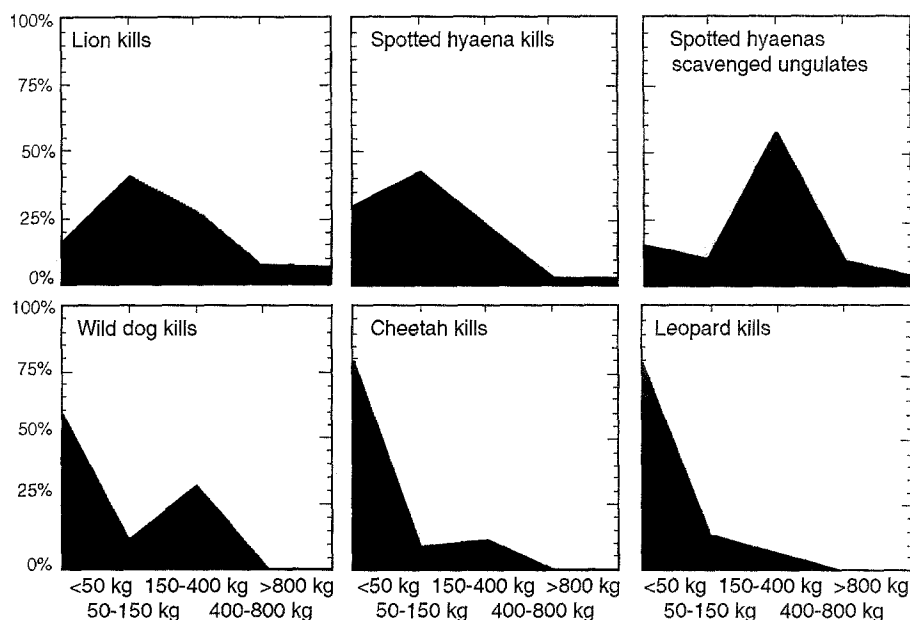 100%
75%
50%
25%
0%
Lion kills
Spotted hyaena kills
Spotted hyaenas
scavenged ungulates
100%
75%
50%
25%
0%
Wild dog kills
Cheetah kills
Leopard kills
<50 kg 150-400 kg >800 kg
50-150 kg 400-800 kg
<50 kg 150-400 kg >800 kg
50-150 kg 400-800 kg
<50 kg 150-400 kg >800 kg
50-150 kg 400-800 kg